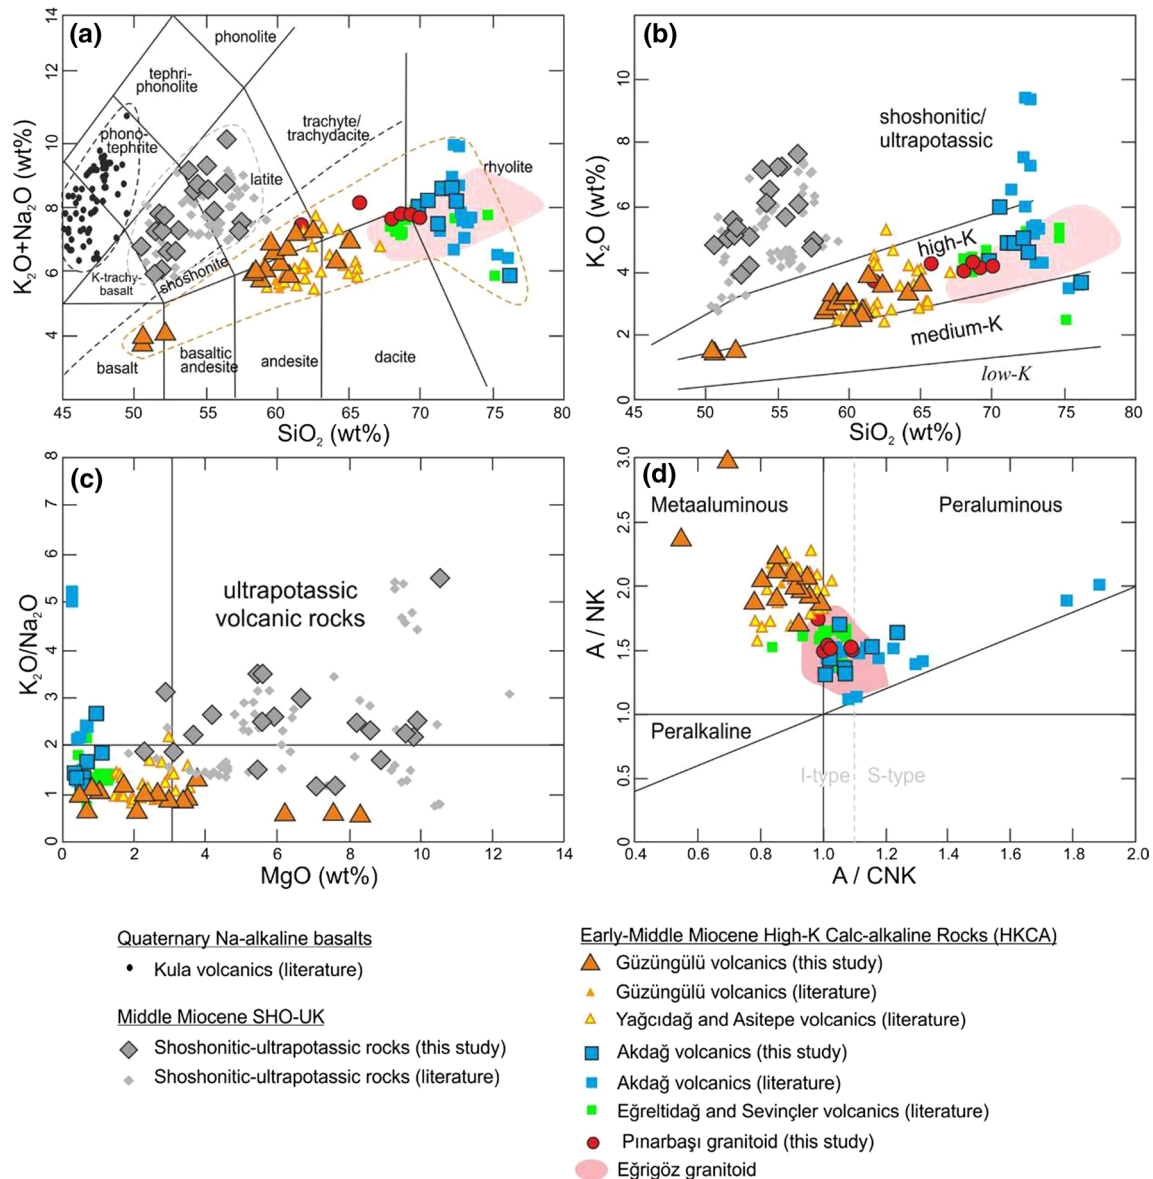 (a)
phonolite
tephri-
phonolite
phono-
tephrite
trachyte/
trachydacite
rhyolite
latite
K-trachy-
basalt
shoshonite
basalt
basaltic
andesite
andesite
dacite
K₂O+Na₂O (wt%)
14
12
10
8
6
4
45 50 55 60 65 70 75 80
SiO₂ (wt%)
(b)
shoshonitic/
ultrapotassic
high-K
medium-K
low-K
K₂O (wt%)
10
8
6
4
2
0
45 50 55 60 65 70 75 80
SiO₂ (wt%)
(c)
ultrapotassic
volcanic rocks
K₂O/Na₂O
8
7
6
5
4
3
2
1
0
0 2 4 6 8 10 12 14
MgO (wt%)
(d)
Metaaluminous
Peraluminous
Peralkaline
I-type
S-type
A / NK
3.0
2.5
2.0
1.5
1.0
0.5
0
0.4 0.6 0.8 1.0 1.2 1.4 1.6 1.8 2.0
A / CNK
Quaternary Na-alkaline basalts
Kula volcanics (literature)
Middle Miocene SHO-UK
Shoshonitic-ultrapotassic rocks (this study)
Shoshonitic-ultrapotassic rocks (literature)
Early-Middle Miocene High-K Calc-alkaline Rocks (HKCA)
Güzüngülü volcanics (this study)
Güzüngülü volcanics (literature)
Yağcıdağ and Asitepe volcanics (literature)
Akdağ volcanics (this study)
Akdağ volcanics (literature)
Eğreltidağ and Sevinçler volcanics (literature)
Pınarbaşı granitoid (this study)
Eğrigöz granitoid